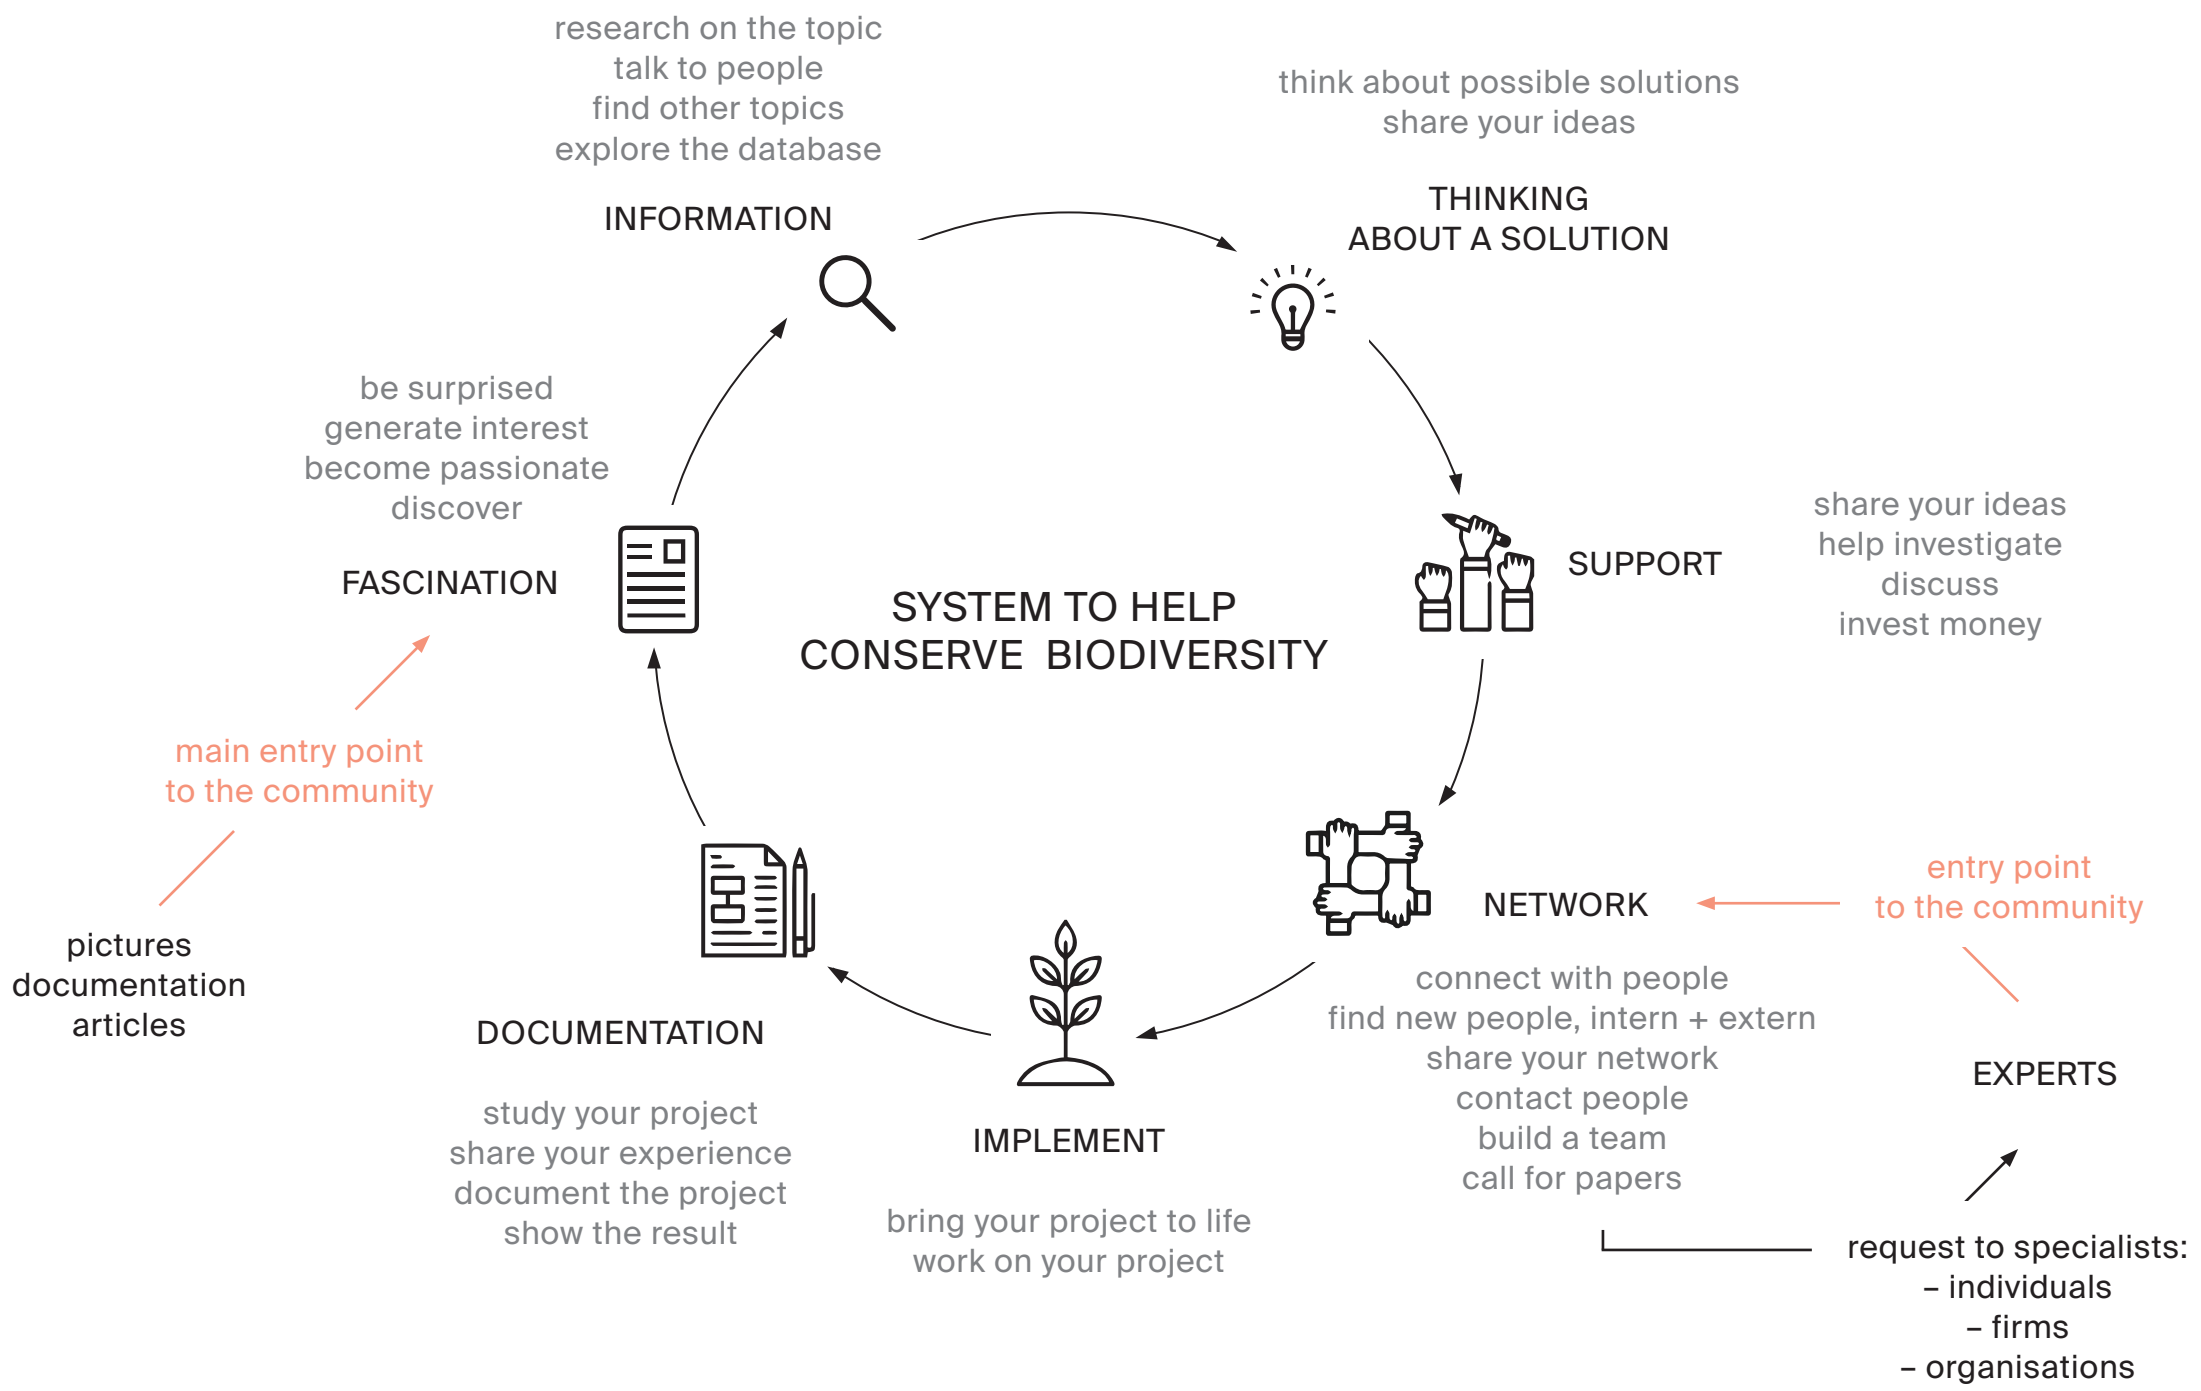 research on the topic
talk to people
find other topics
explore the database
INFORMATION
think about possible solutions
share your ideas
THINKING
ABOUT A SOLUTION
be surprised
generate interest
become passionate
discover
FASCINATION
SYSTEM TO HELP
CONSERVE BIODIVERSITY
SUPPORT
share your ideas
help investigate
discuss
invest money
main entry point
to the community
pictures
documentation
articles
NETWORK
connect with people
find new people, intern + extern
share your network
contact people
build a team
call for papers
entry point
to the community
EXPERTS
request to specialists:
– individuals
– firms
– organisations
IMPLEMENT
bring your project to life
work on your project
DOCUMENTATION
study your project
share your experience
document the project
show the result